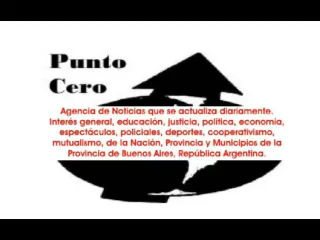 Punto
Cero
Agencia de Noticias que se actualiza diariamente.
Interés general, educación, justicia, política, economía,
espectáculos, policiales, deportes, cooperativismo,
mutualismo, de la Nación, Provincia y Municipios de la
Provincia de Buenos Aires, República Argentina.